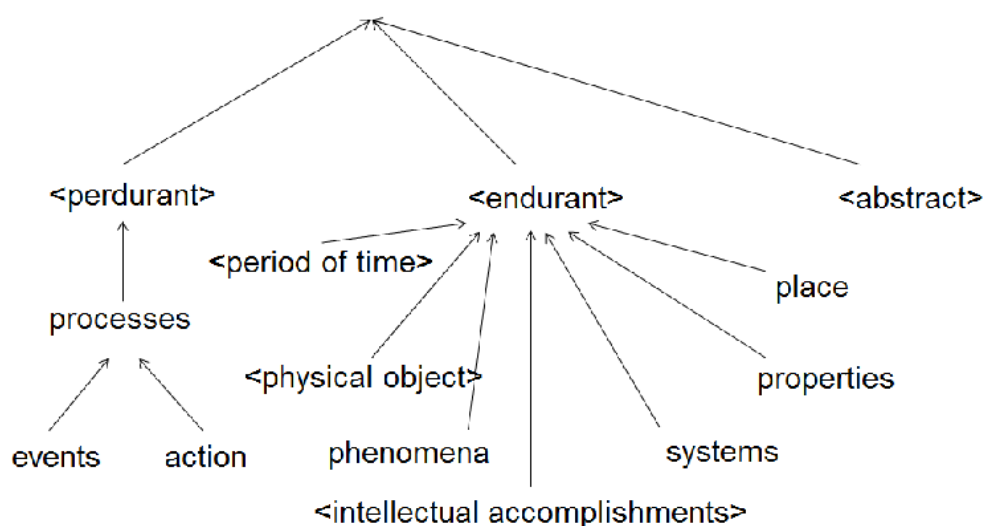 <perdurant>
<endurant>
<abstract>
<period of time>
place
processes
<physical object>
properties
events
action
phenomena
systems
<intellectual accomplishments>